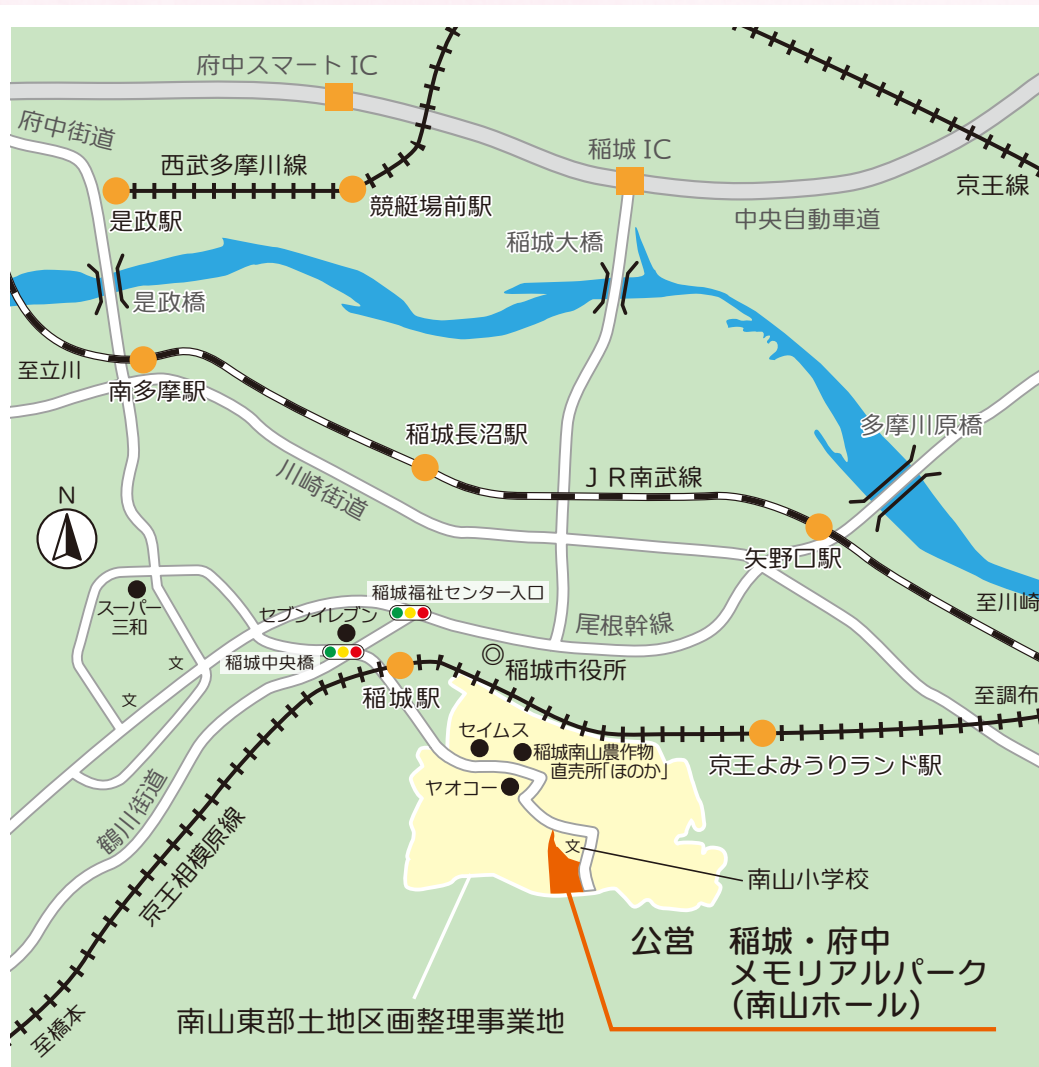 府中スマート IC
府中街道
西武多摩川線
稲城 IC
京王線
是政駅
競艇場前駅
中央自動車道
稲城大橋
是政橋
至立川
南多摩駅
稲城長沼駅
多摩川原橋
川崎街道
ＪＲ南武線
N
矢野口駅
スーパー
三和
セブンイレブン
稲城福祉センター入口
至川崎
尾根幹線
文
稲城中央橋
稲城市役所
文
稲城駅
至調布
セイムス
稲城南山農作物
直売所「ほのか」
京王よみうりランド駅
ヤオコー
鶴川街道
京王相模原線
文
南山小学校
公営　稲城・府中
メモリアルパーク
(南山ホール)
南山東部土地区画整理事業地
至橋本